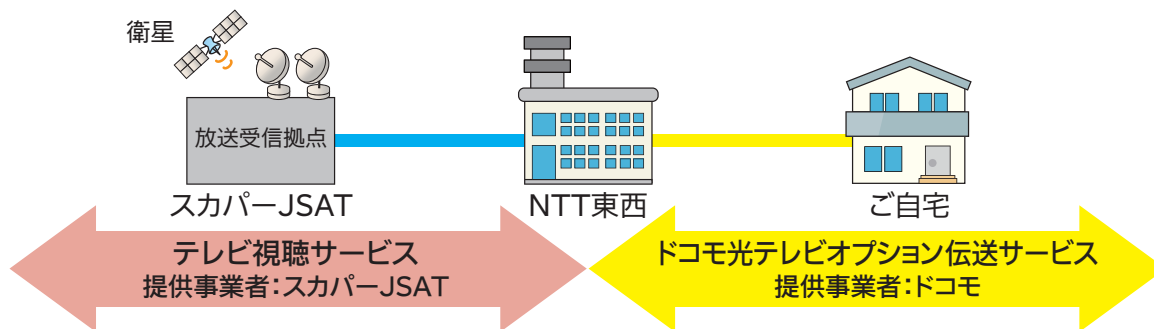 衛星
放送受信拠点
スカパーJSAT
NTT東西
ご自宅
テレビ視聴サービス
提供事業者：スカパーJSAT
ドコモ光テレビオプション伝送サービス
提供事業者：ドコモ